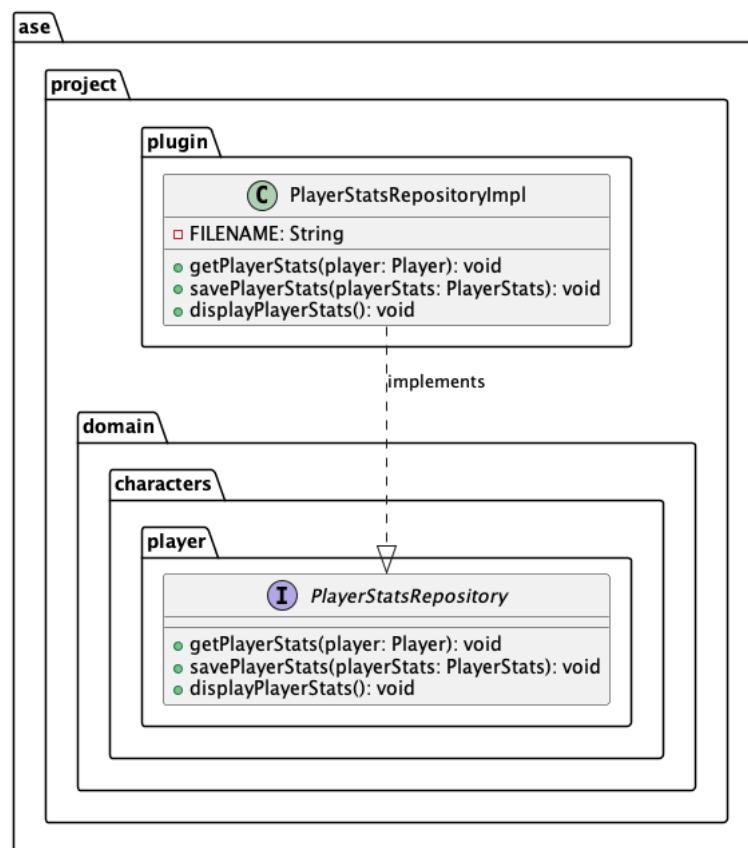 ase
project
plugin
C PlayerStatsRepositoryImpl
FILENAME: String
getPlayerStats(player: Player): void
savePlayerStats(playerStats: PlayerStats): void
displayPlayerStats(): void
implements
domain
characters
player
I PlayerStatsRepository
getPlayerStats(player: Player): void
savePlayerStats(playerStats: PlayerStats): void
displayPlayerStats(): void